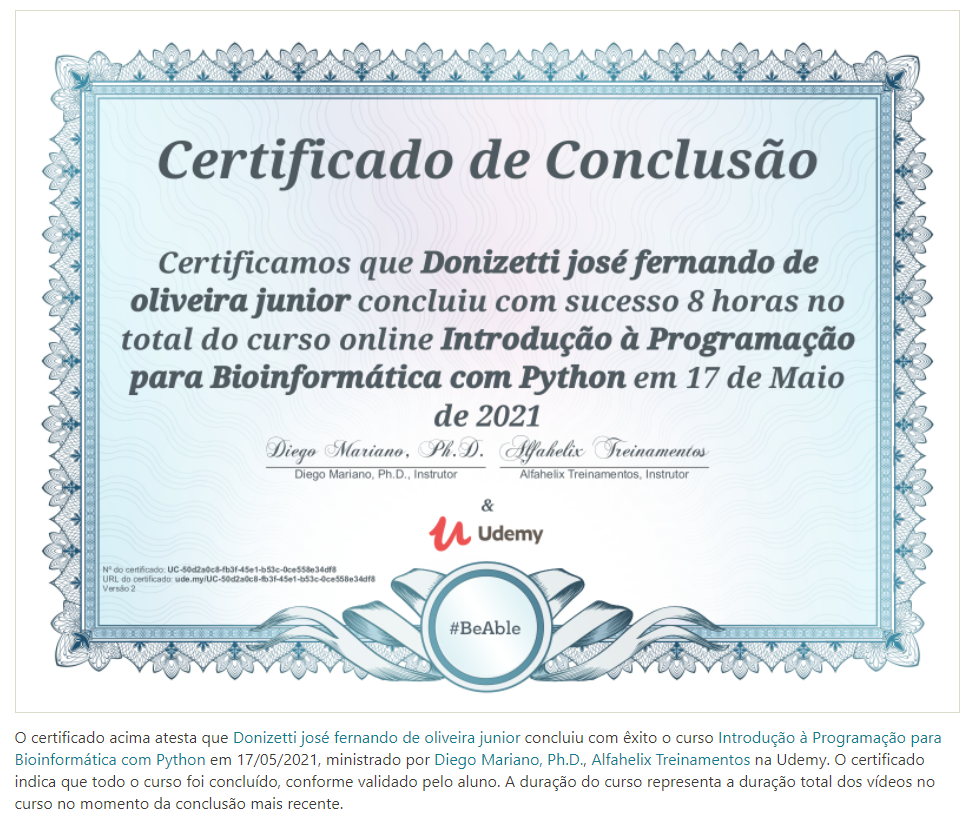 Certificado de Conclusão
Certificamos que Donizetti josé fernando de
oliveira junior concluiu com sucesso 8 horas no
total do curso online Introdução à Programação
para Bioinformática com Python em 17 de Maio
de 2021
Diego Mariano, Ph.D. Alfahelix Treinamentos
Diego Mariano, Ph.D., Instrutor Alfahelix Treinamentos, Instrutor
&
Udemy
Nº do certificado: UC-50d2a0c8-fb3f-45e1-b53c-0ce558e34df8
URL do certificado: ude.my/UC-50d2a0c8-fb3f-45e1-b53c-0ce558e34df8
Versão 2
#BeAble
O certificado acima atesta que Donizetti josé fernando de oliveira junior concluiu com êxito o curso Introdução à Programação para
Bioinformática com Python em 17/05/2021, ministrado por Diego Mariano, Ph.D., Alfahelix Treinamentos na Udemy. O certificado
indica que todo o curso foi concluído, conforme validado pelo aluno. A duração do curso representa a duração total dos vídeos no
curso no momento da conclusão mais recente.